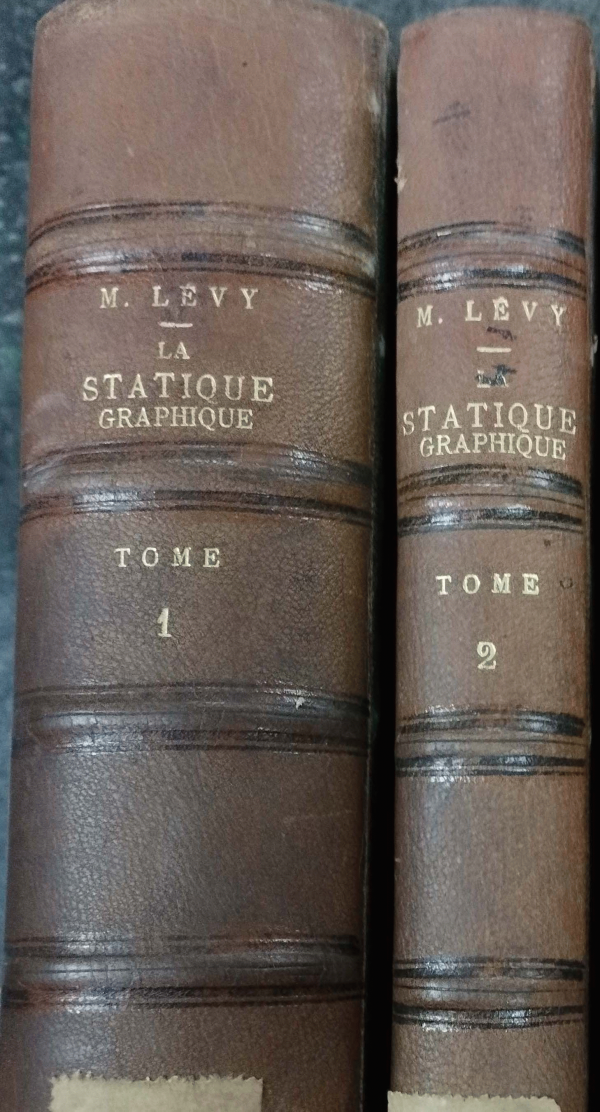 M. LÉVY
LA
STATIQUE
GRAPHIQUE
TOME
1
M. LÉVY
LA
STATIQUE
GRAPHIQUE
TOME
2